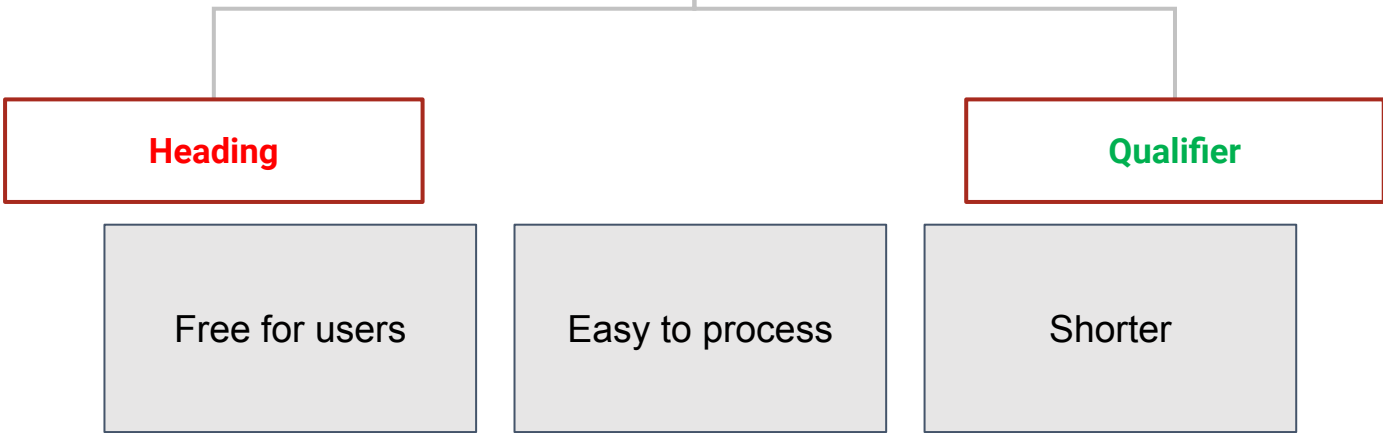 Heading
Qualifier
Free for users
Easy to process
Shorter